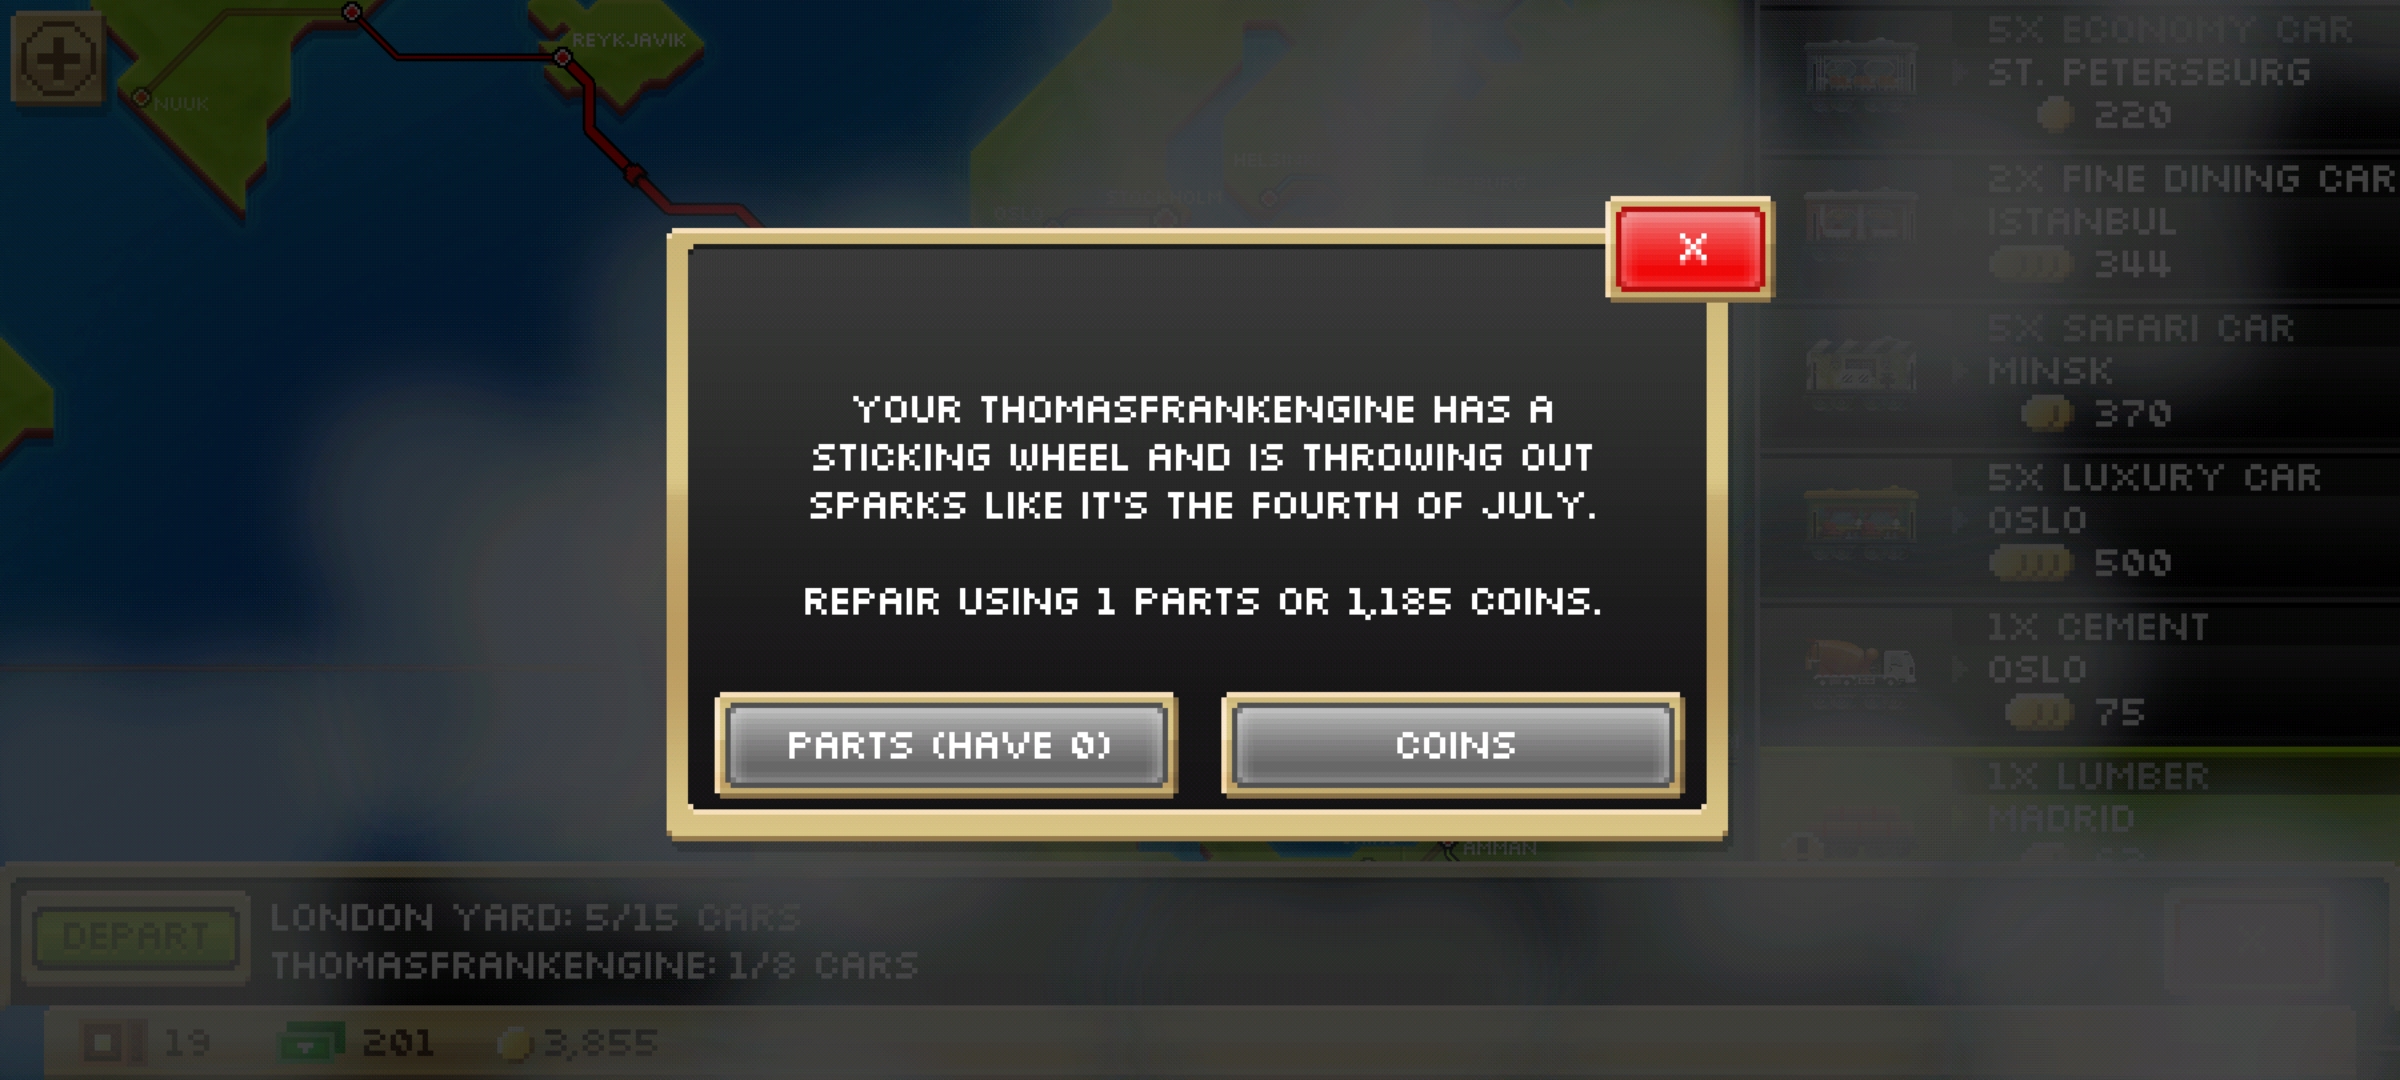 REYKJAVIK
NUUK
5X ECONOMY CAR
ST. PETERSBURG
220
2X FINE DINING CAR
ISTANBUL
344
5X SAFARI CAR
MINSK
370
5X LUXURY CAR
OSLO
500
1X CEMENT
OSLO
75
1X LUMBER
MADRID
OSLO
X
YOUR THOMASFRANKENGINE HAS A
STICKING WHEEL AND IS THROWING OUT
SPARKS LIKE IT'S THE FOURTH OF JULY.
REPAIR USING 1 PARTS OR 1,185 COINS.
PARTS (HAVE 0)
COINS
AMMAN
DEPART
LONDON YARD: 5/15 CARS
THOMASFRANKENGINE: 1/8 CARS
19
201
3,855